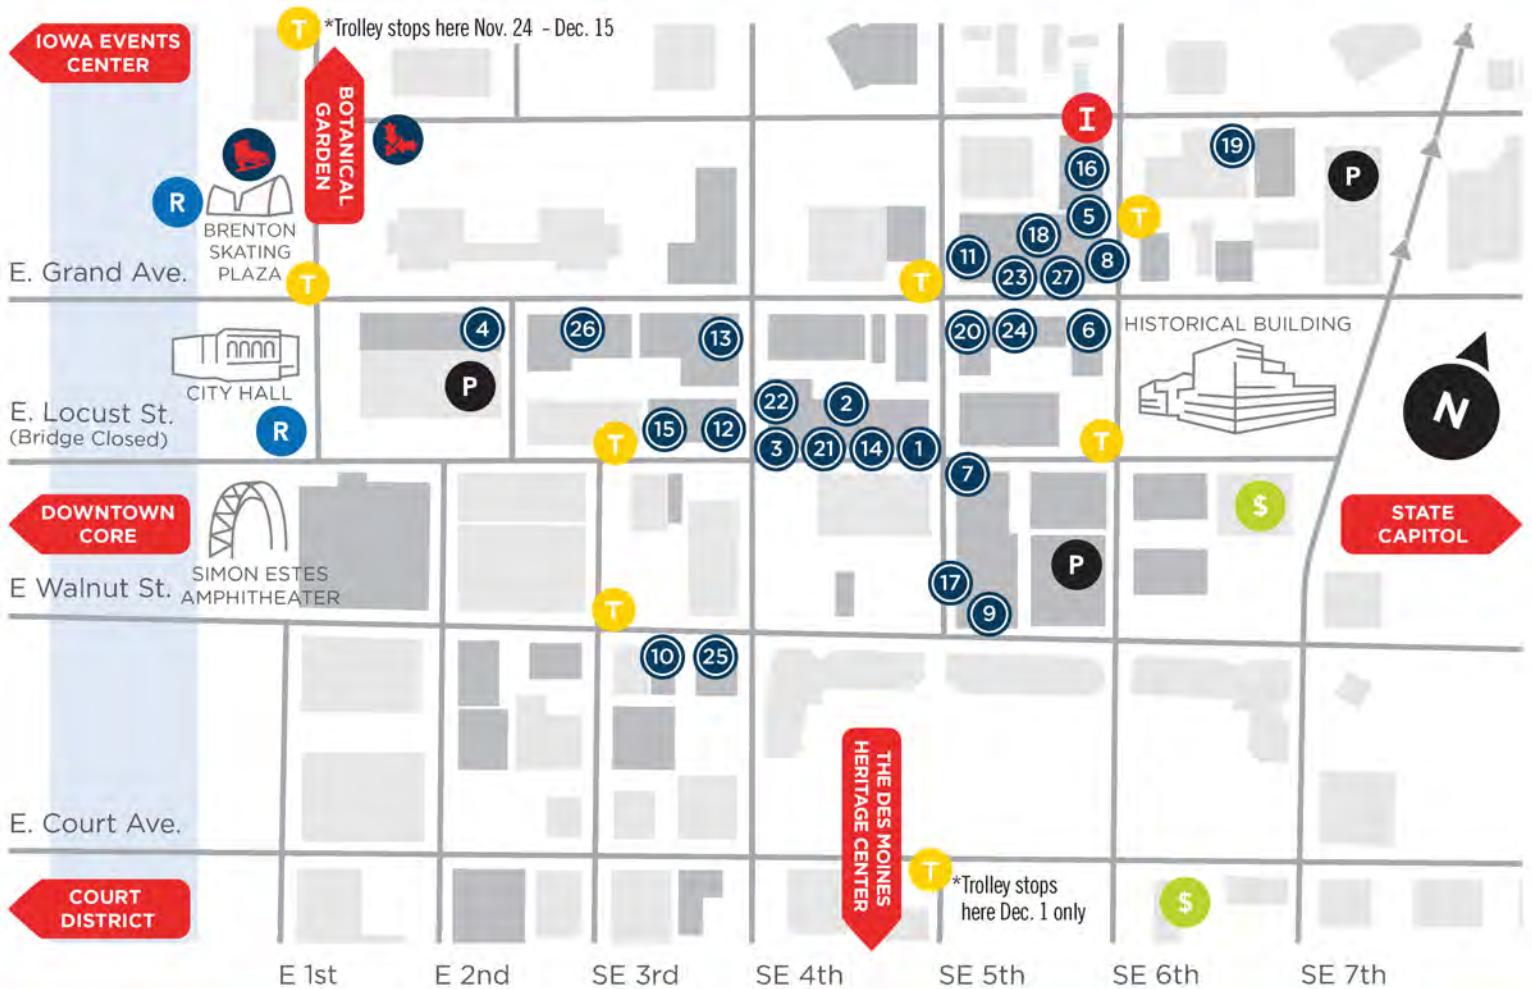 T *Trolley stops here Nov. 24 - Dec. 15
IOWA EVENTS
CENTER
BOTANICAL
GARDEN
I
19
16
P
R
5
T
BRENTON
SKATING
PLAZA
18
11
8
E. Grand Ave.
T
T
23
27
4
26
13
20
24
6
HISTORICAL BUILDING
CITY HALL
P
N
E. Locust St.
(Bridge Closed)
R
22
2
T
15
12
T
3
21
14
1
7
DOWNTOWN
CORE
$
STATE
CAPITOL
SIMON ESTES
AMPHITHEATER
E Walnut St.
P
17
T
9
10
25
THE DES MOINES
HERITAGE CENTER
E. Court Ave.
T
*Trolley stops
here Dec. 1 only
COURT
DISTRICT
$
E 1st
E 2nd
SE 3rd
SE 4th
SE 5th
SE 6th
SE 7th